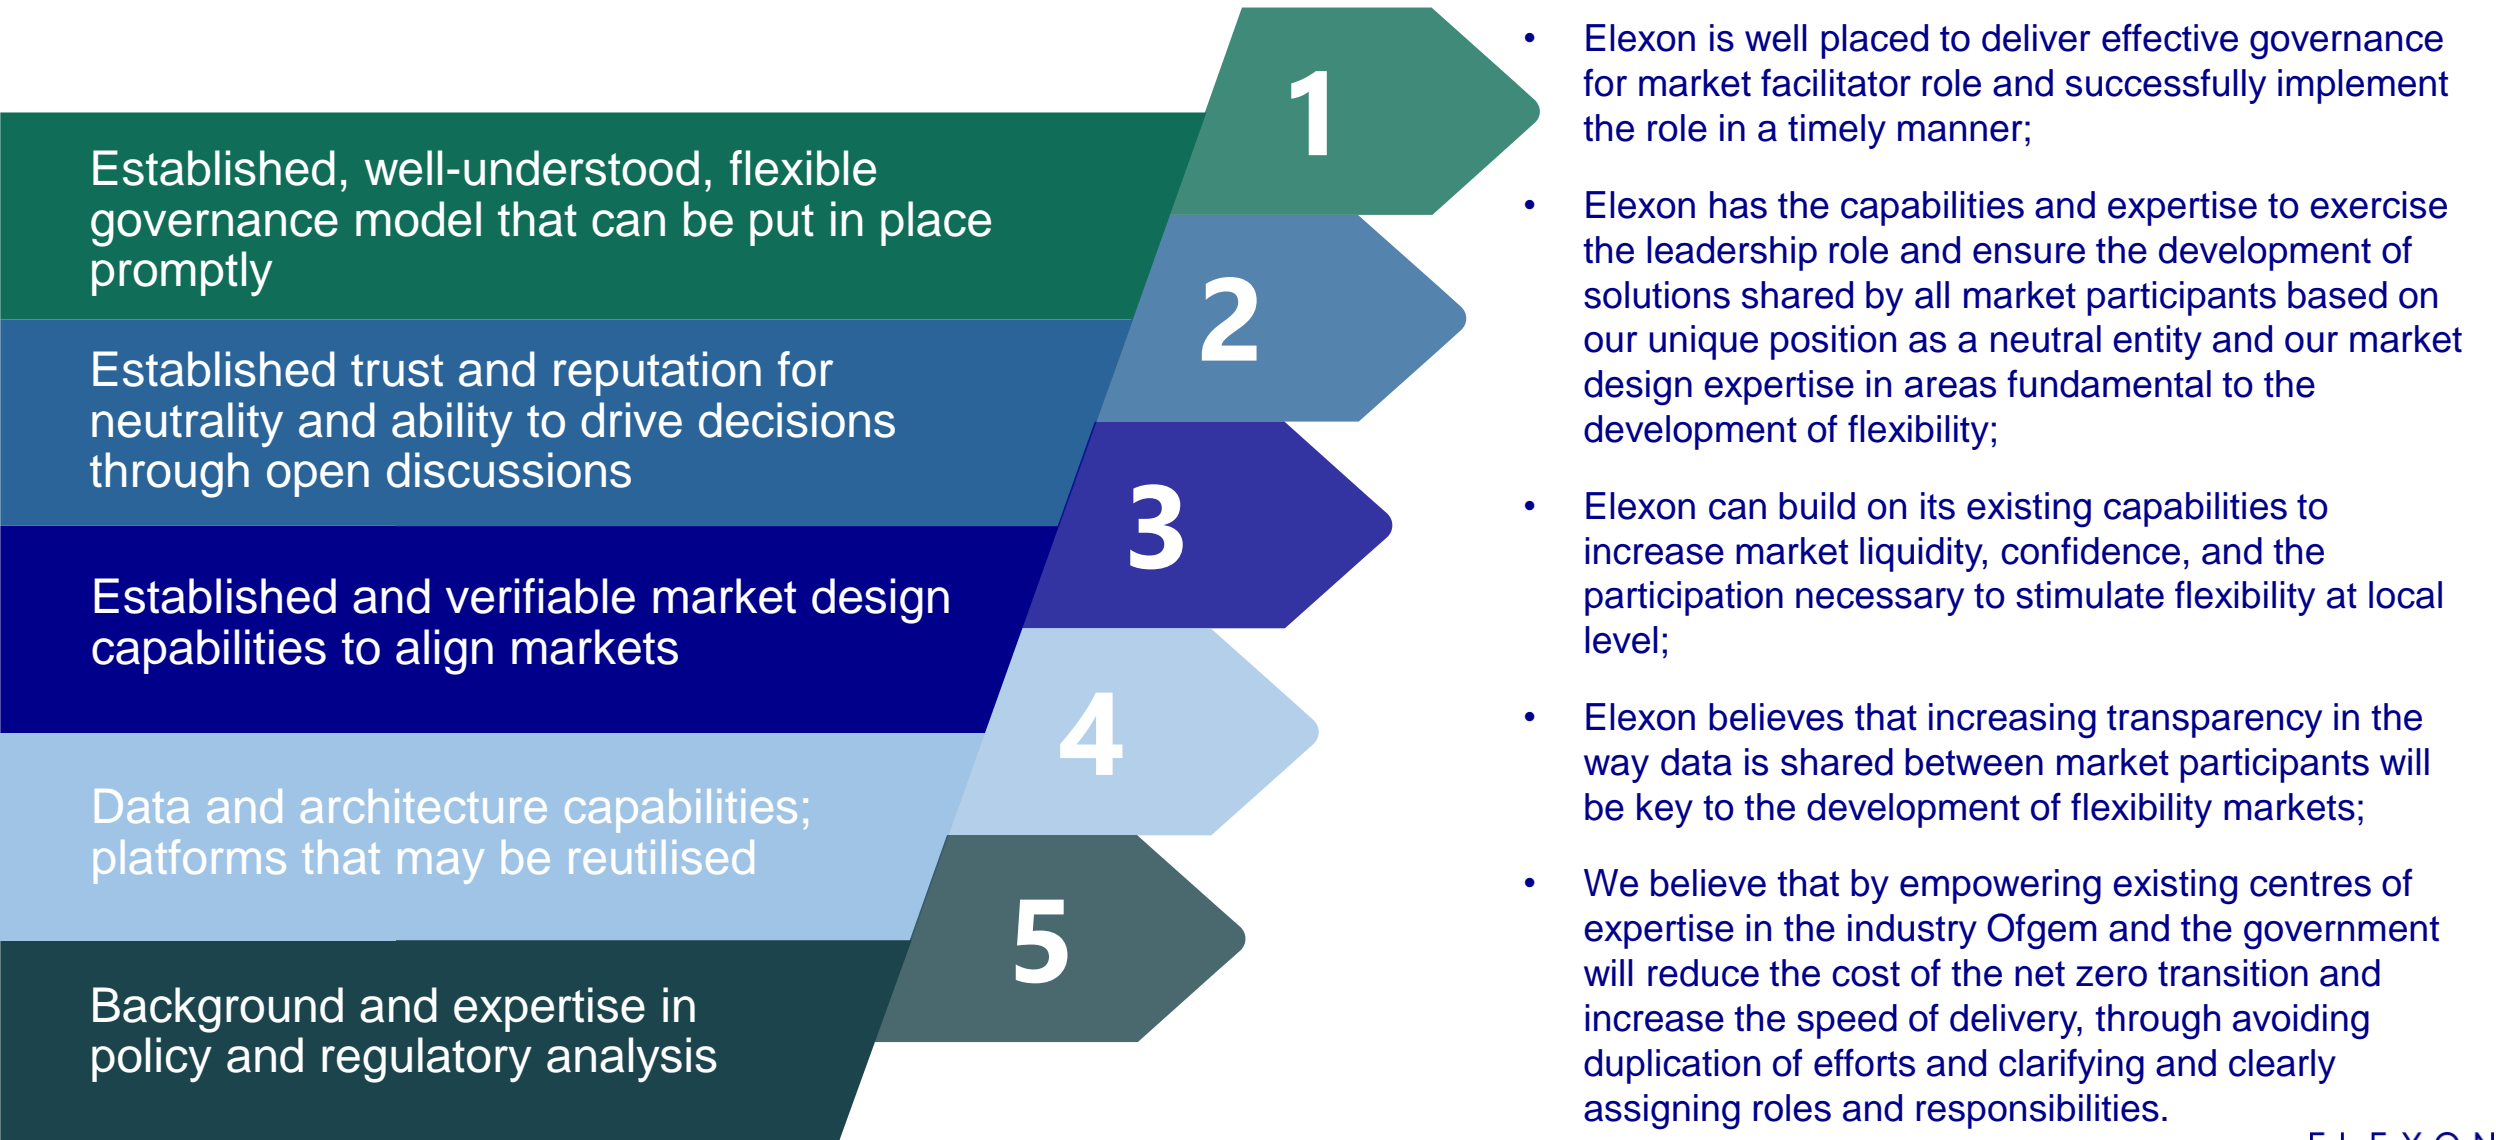 1
Established, well-understood, flexible
governance model that can be put in place
promptly
2
Established trust and reputation for
neutrality and ability to drive decisions
through open discussions
3
Established and verifiable market design
capabilities to align markets
4
Data and architecture capabilities;
platforms that may be reutilised
5
Background and expertise in
policy and regulatory analysis
• Elexon is well placed to deliver effective governance
for market facilitator role and successfully implement
the role in a timely manner;
• Elexon has the capabilities and expertise to exercise
the leadership role and ensure the development of
solutions shared by all market participants based on
our unique position as a neutral entity and our market
design expertise in areas fundamental to the
development of flexibility;
• Elexon can build on its existing capabilities to
increase market liquidity, confidence, and the
participation necessary to stimulate flexibility at local
level;
• Elexon believes that increasing transparency in the
way data is shared between market participants will
be key to the development of flexibility markets;
• We believe that by empowering existing centres of
expertise in the industry Ofgem and the government
will reduce the cost of the net zero transition and
increase the speed of delivery, through avoiding
duplication of efforts and clarifying and clearly
assigning roles and responsibilities.
ELEXON